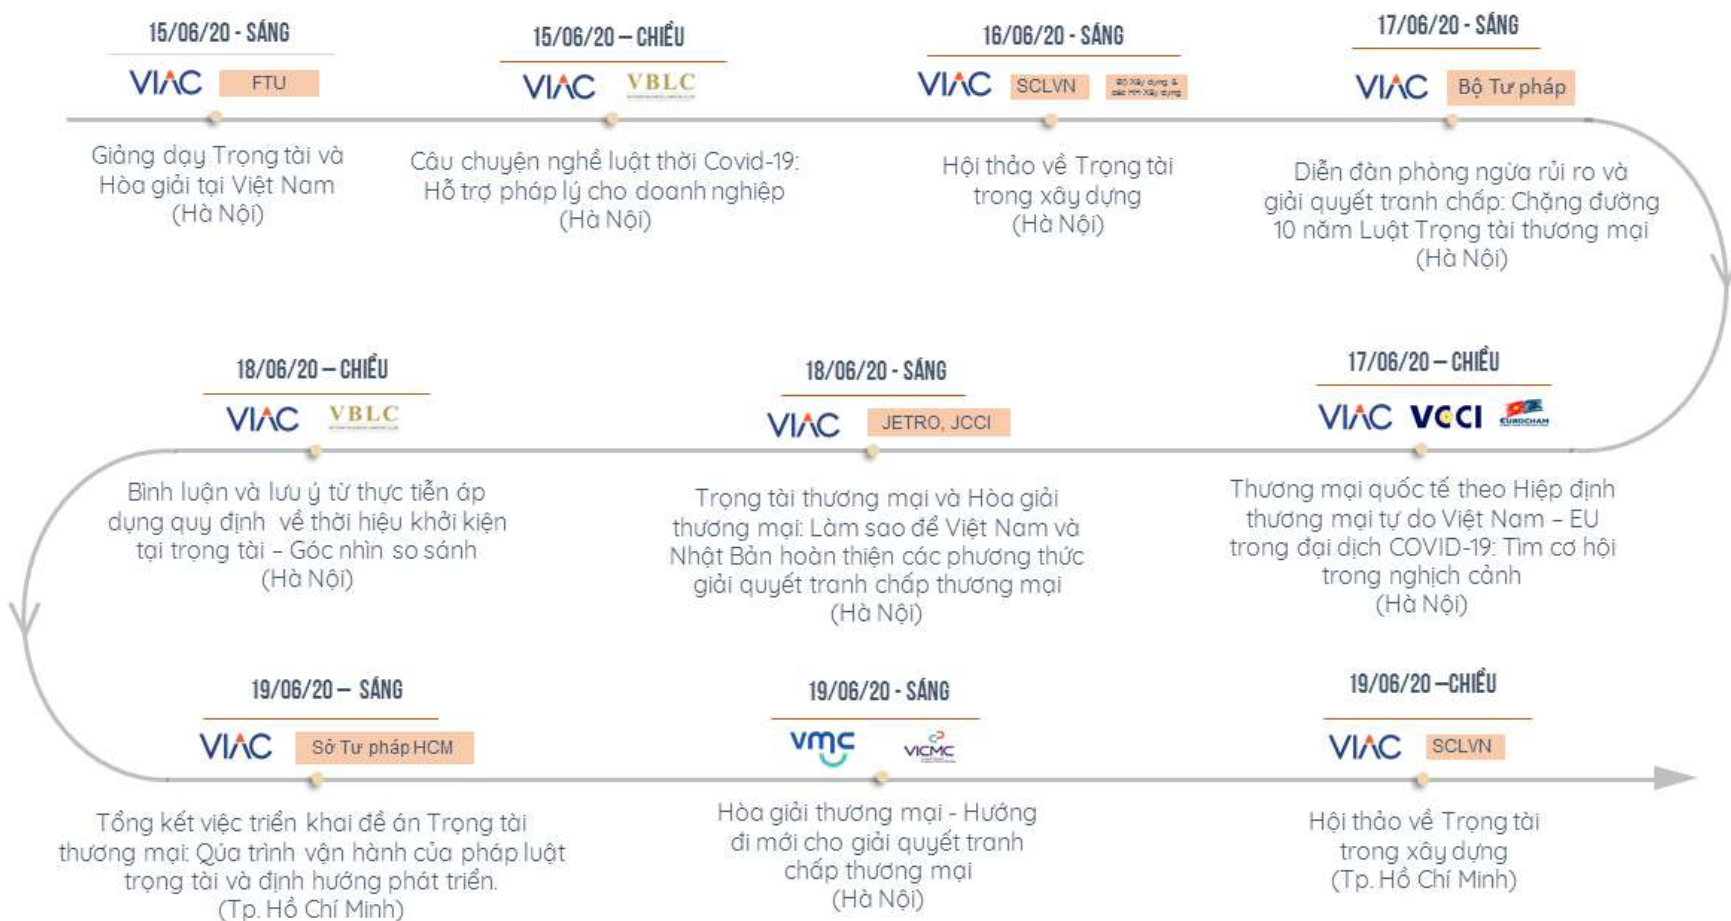 15/06/20 - SÁNG
VIAC FTU
Giảng dạy Trọng tài và
Hòa giải tại Việt Nam
(Hà Nội)
15/06/20 – CHIỀU
VIAC VBLC
Câu chuyện nghề luật thời Covid-19:
Hỗ trợ pháp lý cho doanh nghiệp
(Hà Nội)
16/06/20 - SÁNG
VIAC SCLVN Bộ Xây dựng &
các HH Xây dựng
Hội thảo về Trọng tài
trong xây dựng
(Hà Nội)
17/06/20 - SÁNG
VIAC Bộ Tư pháp
Diễn đàn phòng ngừa rủi ro và
giải quyết tranh chấp: Chặng đường
10 năm Luật Trọng tài thương mại
(Hà Nội)
17/06/20 – CHIỀU
VIAC VCCI EUROCHAM
Thương mại quốc tế theo Hiệp định
thương mại tự do Việt Nam – EU
trong đại dịch COVID-19: Tìm cơ hội
trong nghịch cảnh
(Hà Nội)
18/06/20 - SÁNG
VIAC JETRO, JCCI
Trọng tài thương mại và Hòa giải
thương mại: Làm sao để Việt Nam và
Nhật Bản hoàn thiện các phương thức
giải quyết tranh chấp thương mại
(Hà Nội)
18/06/20 – CHIỀU
VIAC VBLC
Bình luận và lưu ý từ thực tiễn áp
dụng quy định về thời hiệu khởi kiện
tại trọng tài – Góc nhìn so sánh
(Hà Nội)
19/06/20 – SÁNG
VIAC Sở Tư pháp HCM
Tổng kết việc triển khai đề án Trọng tài
thương mại: Qúa trình vận hành của pháp luật
trọng tài và định hướng phát triển.
(Tp. Hồ Chí Minh)
19/06/20 - SÁNG
vmc VICMC
Hòa giải thương mại - Hướng
đi mới cho giải quyết tranh
chấp thương mại
(Hà Nội)
19/06/20 –CHIỀU
VIAC SCLVN
Hội thảo về Trọng tài
trong xây dựng
(Tp. Hồ Chí Minh)